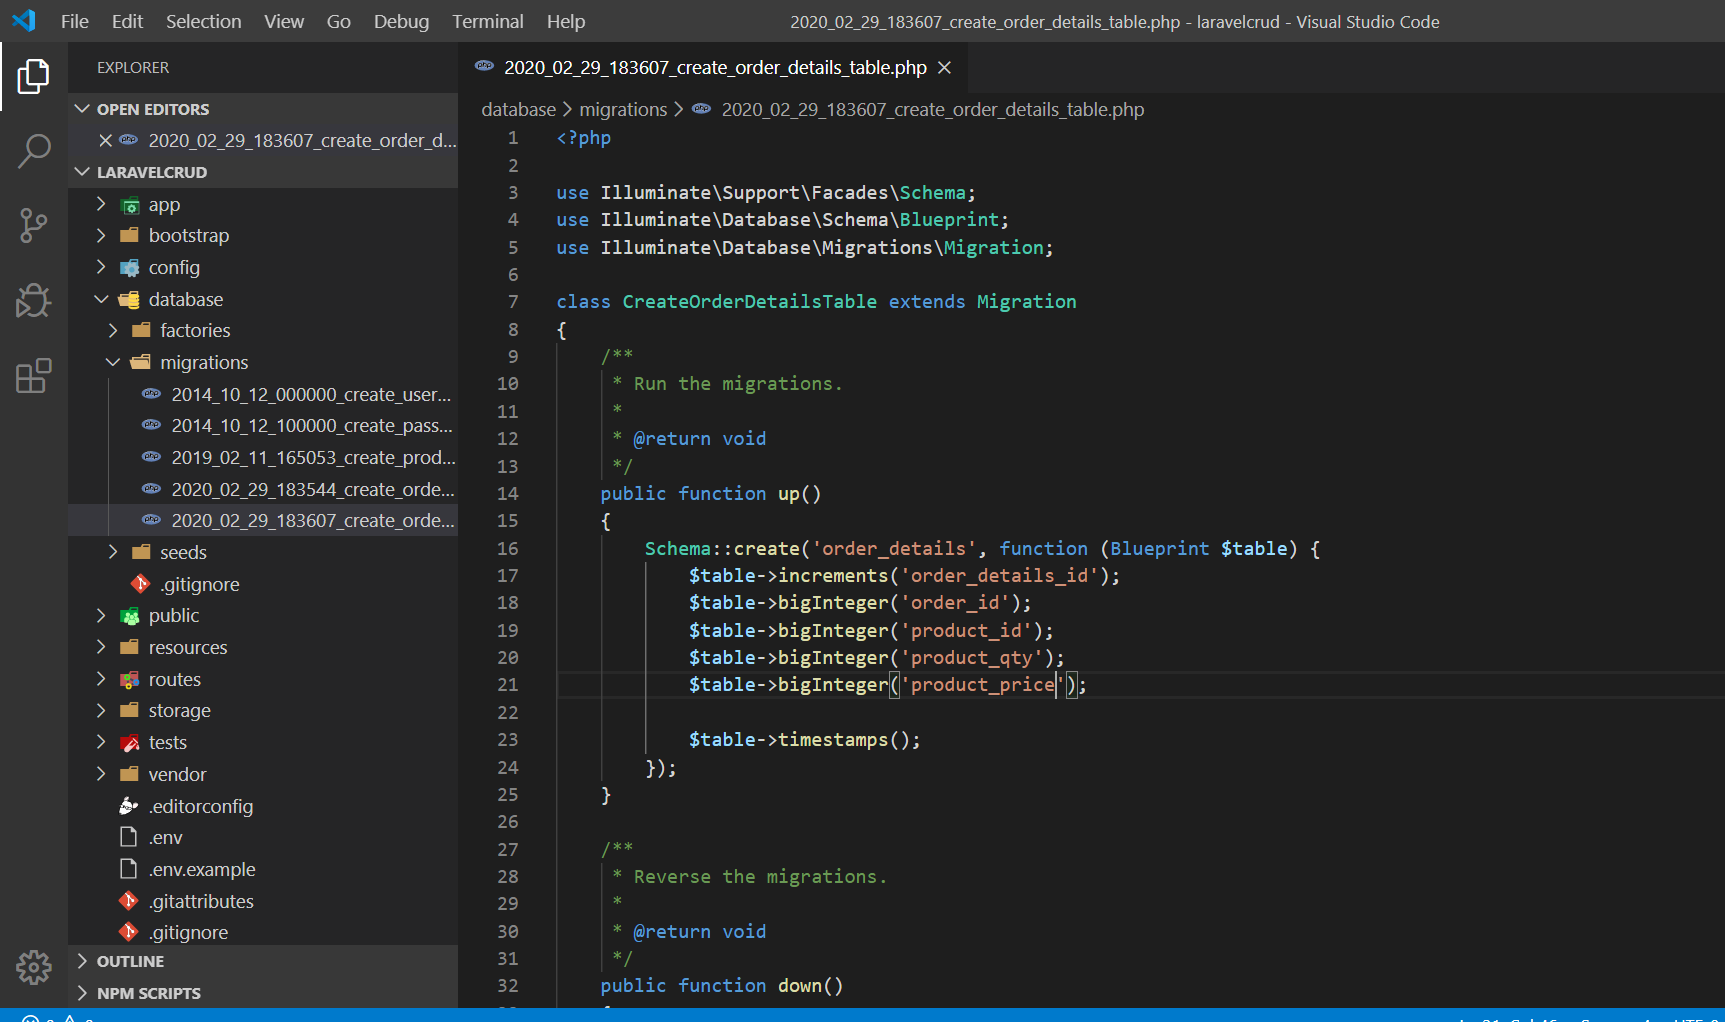 File Edit Selection View Go Debug Terminal Help
2020_02_29_183607_create_order_details_table.php - laravelcrud - Visual Studio Code
EXPLORER
OPEN EDITORS
2020_02_29_183607_create_order_d...
LARAVELCRUD
app
bootstrap
config
database
factories
migrations
2014_10_12_000000_create_user...
2014_10_12_100000_create_pass...
2019_02_11_165053_create_prod...
2020_02_29_183544_create_orde...
2020_02_29_183607_create_orde...
seeds
.gitignore
public
resources
routes
storage
tests
vendor
.editorconfig
.env
.env.example
.gitattributes
.gitignore
OUTLINE
NPM SCRIPTS
2020_02_29_183607_create_order_details_table.php
database > migrations > 2020_02_29_183607_create_order_details_table.php
1 <?php
2
3 use Illuminate\Support\Facades\Schema;
4 use Illuminate\Database\Schema\Blueprint;
5 use Illuminate\Database\Migrations\Migration;
6
7 class CreateOrderDetailsTable extends Migration
8 {
9 /**
10 * Run the migrations.
11 *
12 * @return void
13 */
14 public function up()
15 {
16 Schema::create('order_details', function (Blueprint $table) {
17 $table->increments('order_details_id');
18 $table->bigInteger('order_id');
19 $table->bigInteger('product_id');
20 $table->bigInteger('product_qty');
21 $table->bigInteger('product_price');
22
23 $table->timestamps();
24 });
25 }
26
27 /**
28 * Reverse the migrations.
29 *
30 * @return void
31 */
32 public function down()